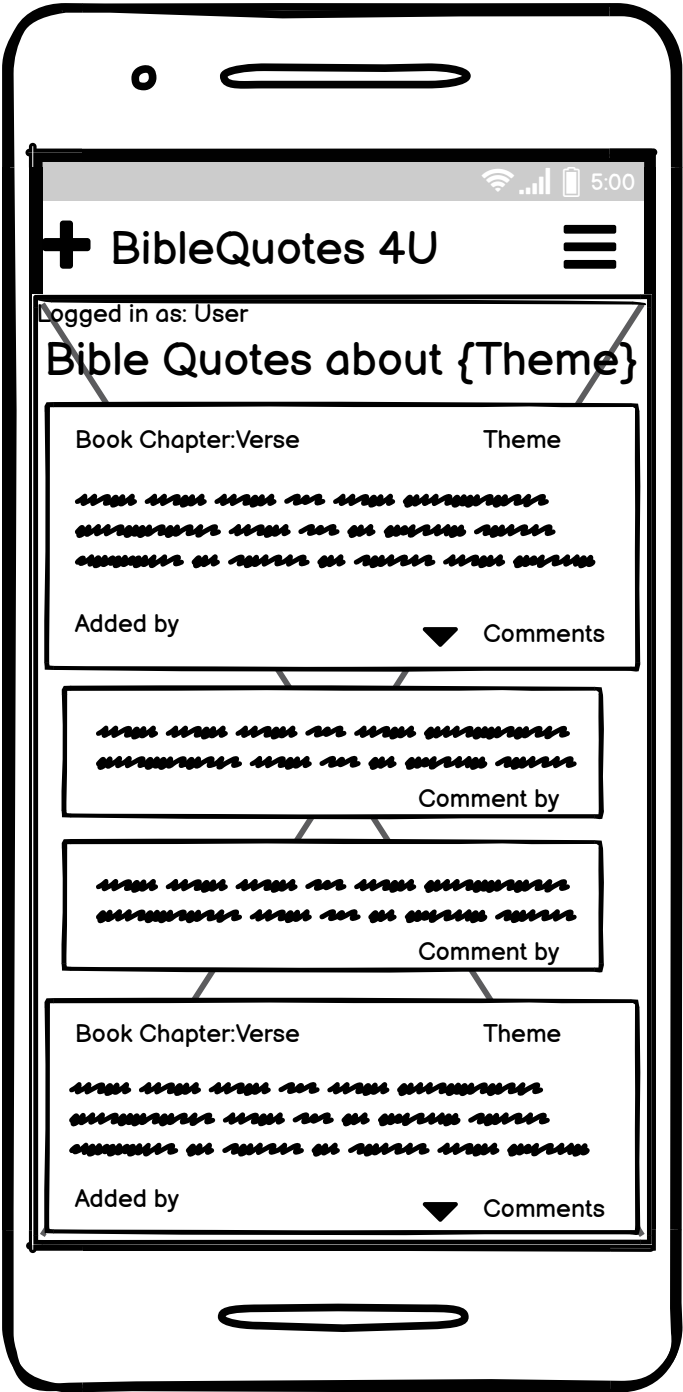 5:00
BibleQuotes 4U
Logged in as: User
Bible Quotes about {Theme}
Book Chapter:Verse Theme
Added by
Comments
Comment by
Comment by
Book Chapter:Verse Theme
Added by
Comments